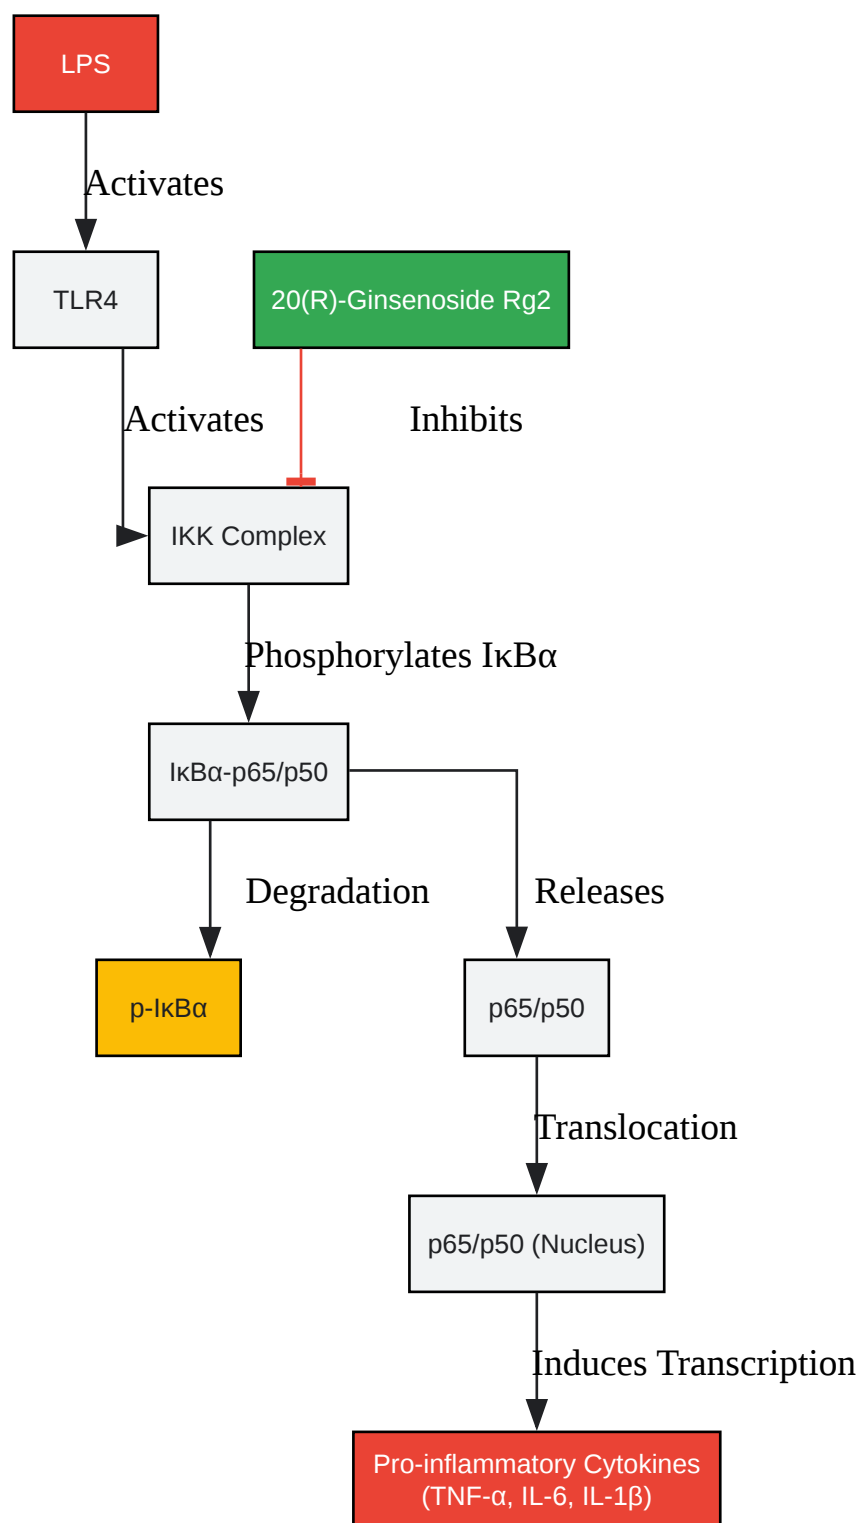 LPS
Activates
TLR4
20(R)-Ginsenoside Rg2
Activates
Inhibits
IKK Complex
Phosphorylates IκBα
IκBα-p65/p50
Degradation
Releases
p-IκBα
p65/p50
Translocation
p65/p50 (Nucleus)
Induces Transcription
Pro-inflammatory Cytokines
(TNF-α, IL-6, IL-1β)